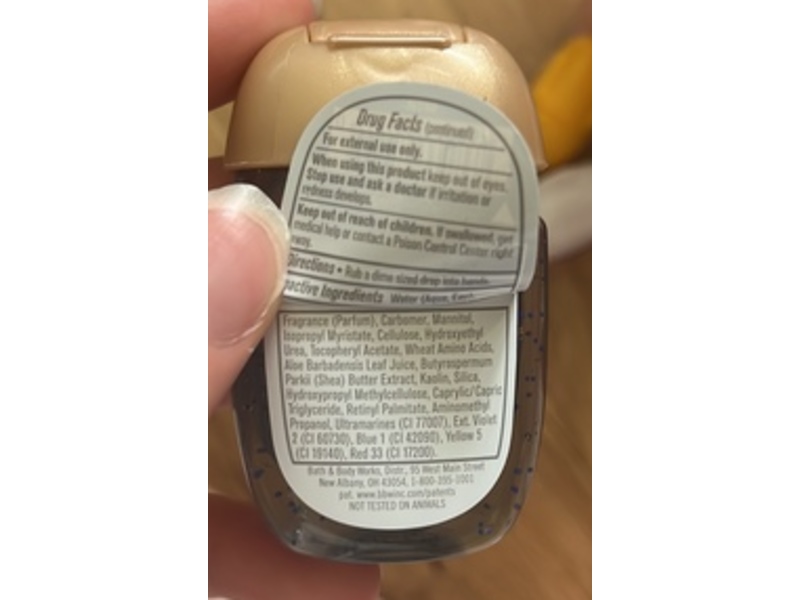 Drug Facts (continued)
For external use only.
When using this product keep out of eyes.
Stop use and ask a doctor if irritation or
redness develops.
Keep out of reach of children. If swallowed, get
medical help or contact a Poison Control Center right
way.
Directions • Rub a dime sized drop into hands.
nactive Ingredients Water (Aqua, Eau),
Fragrance (Parfum), Carbomer, Mannitol,
Isopropyl Myristate, Cellulose, Hydroxyethyl
Urea, Tocopheryl Acetate, Wheat Amino Acids,
Aloe Barbadensis Leaf Juice, Butyrospermum
Parkii (Shea) Butter Extract, Kaolin, Silica,
Hydroxypropyl Methylcellulose, Caprylic/Capric
Triglyceride, Retinyl Palmitate, Aminomethyl
Propanol, Ultramarines (CI 77007), Ext. Violet
2 (CI 60730), Blue 1 (CI 42090), Yellow 5
(CI 19140), Red 33 (CI 17200).
Bath & Body Works, Distr., 95 West Main Street
New Albany, OH 43054, 1-800-395-1001
pat. www.bbwinc.com/patents
NOT TESTED ON ANIMALS